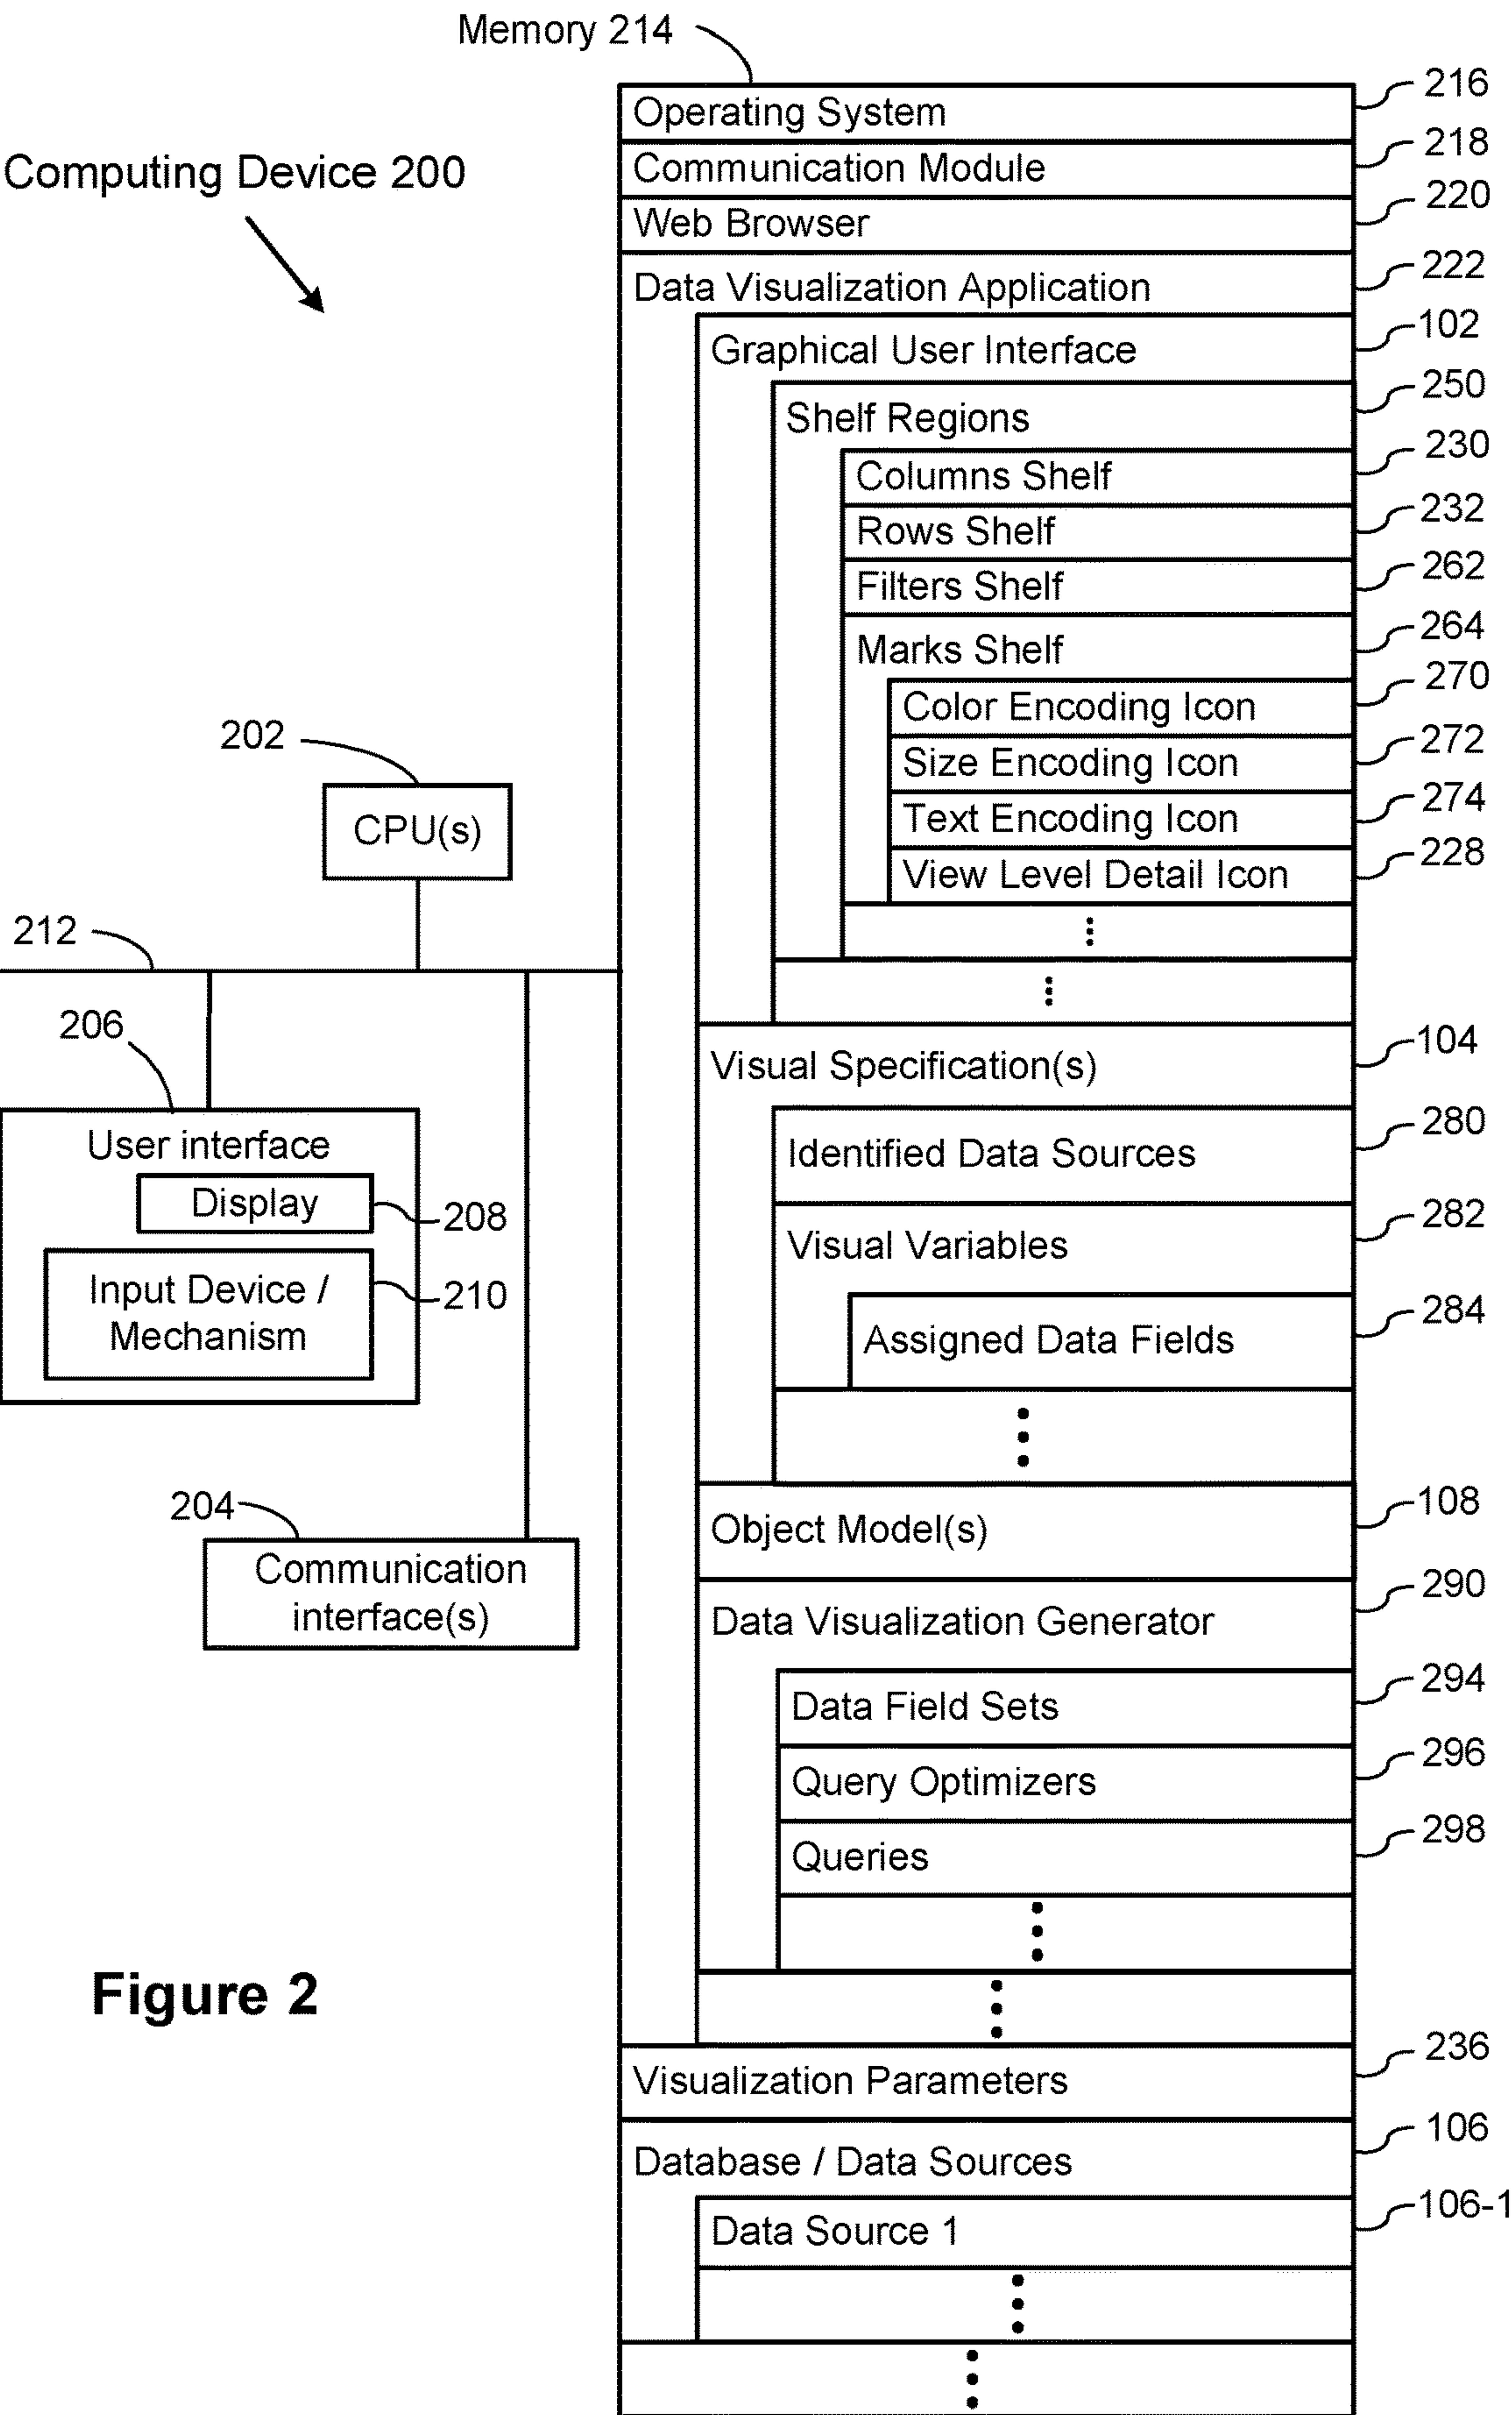 Memory 214
Computing Device 200
Operating System 216
Communication Module 218
Web Browser 220
Data Visualization Application 222
Graphical User Interface 102
Shelf Regions 250
Columns Shelf 230
Rows Shelf 232
Filters Shelf 262
Marks Shelf 264
Color Encoding Icon 270
Size Encoding Icon 272
Text Encoding Icon 274
View Level Detail Icon 228
Visual Specification(s) 104
Identified Data Sources 280
Visual Variables 282
Assigned Data Fields 284
Object Model(s) 108
Data Visualization Generator 290
Data Field Sets 294
Query Optimizers 296
Queries 298
Visualization Parameters 236
Database / Data Sources 106
Data Source 1 106-1
202
CPU(s)
212
206
User interface
Display 208
Input Device / 210
Mechanism
204
Communication
interface(s)
Figure 2